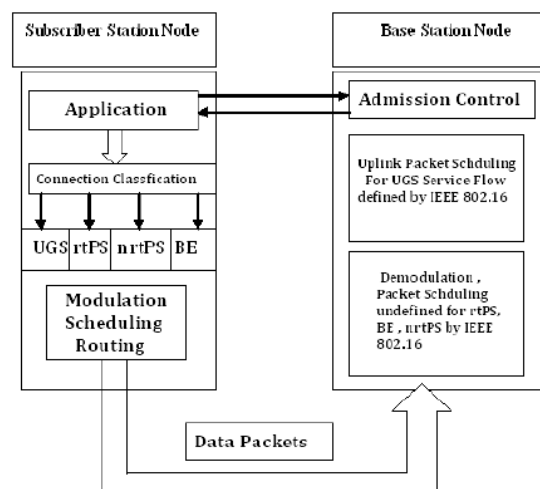 Subscriber Station Node
Base Station Node
Application
Admission Control
Connection Classfication
UGS rtPS nrtPS BE
Uplink Packet Schduling
For UGS Service Flow
defined by IEEE 802.16
Modulation
Scheduling
Routing
Demodulation ,
Packet Schduling
undefined for rtPS,
BE , nrtPS by IEEE
802.16
Data Packets